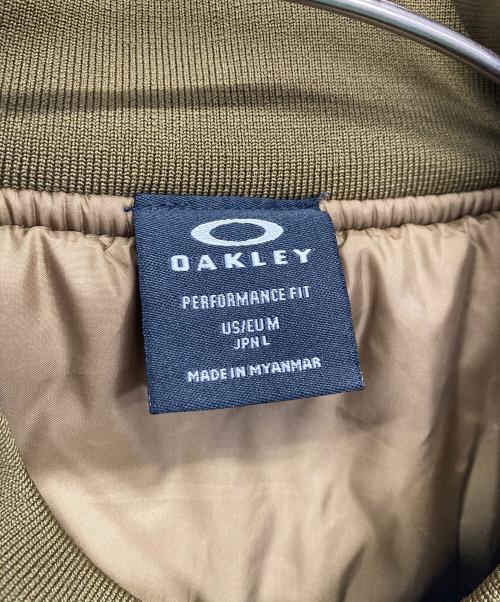 OAKLEY
PERFORMANCE FIT
US/EU M
JPN L
MADE IN MYANMAR